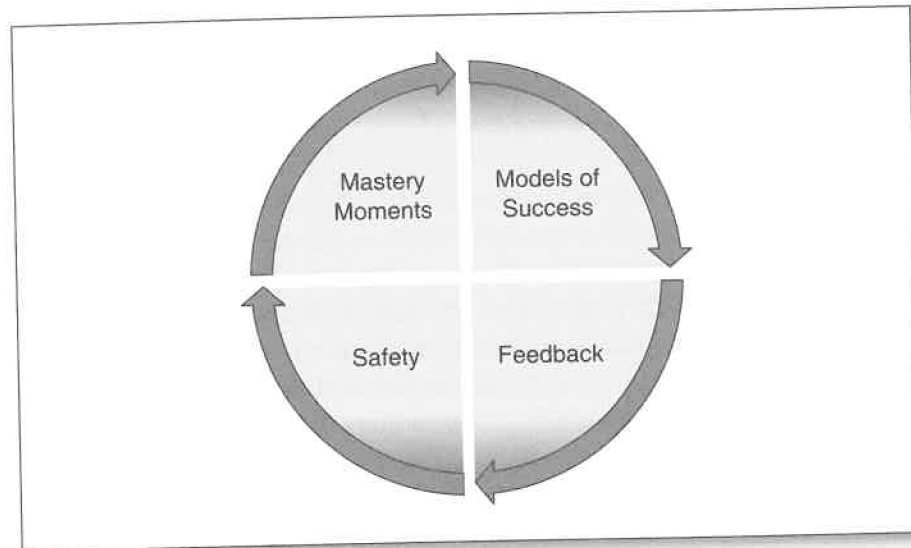 Mastery
Moments
Models of
Success
Safety
Feedback